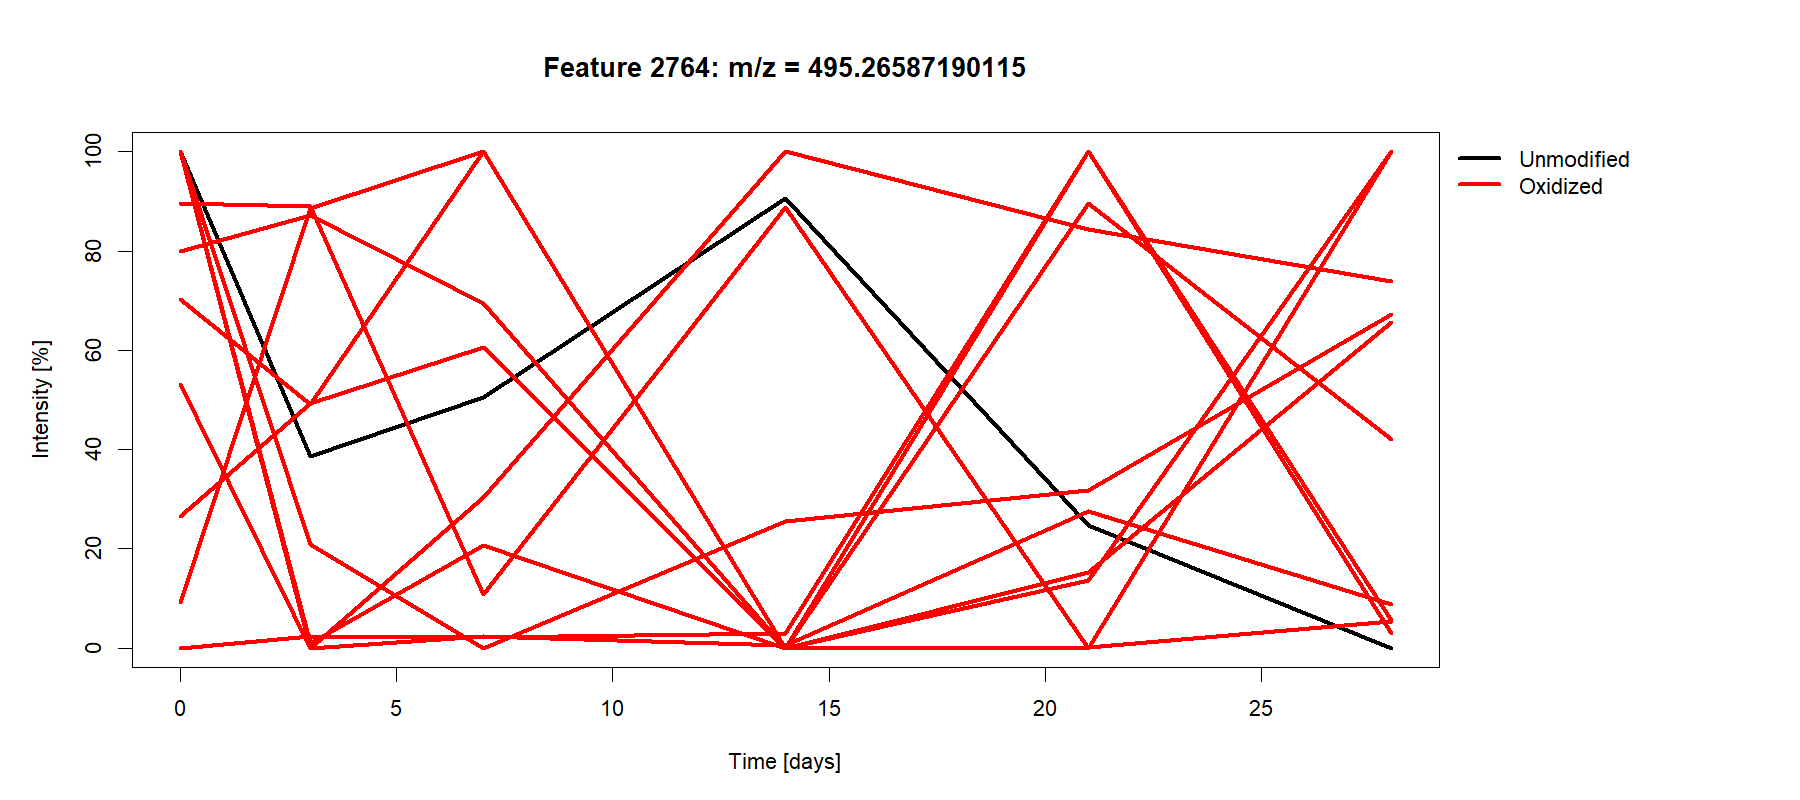 Feature 2764: m/z = 495.26587190115
Unmodified
Oxidized
Intensity [%]
100
80
60
40
20
0
0 5 10 15 20 25
Time [days]